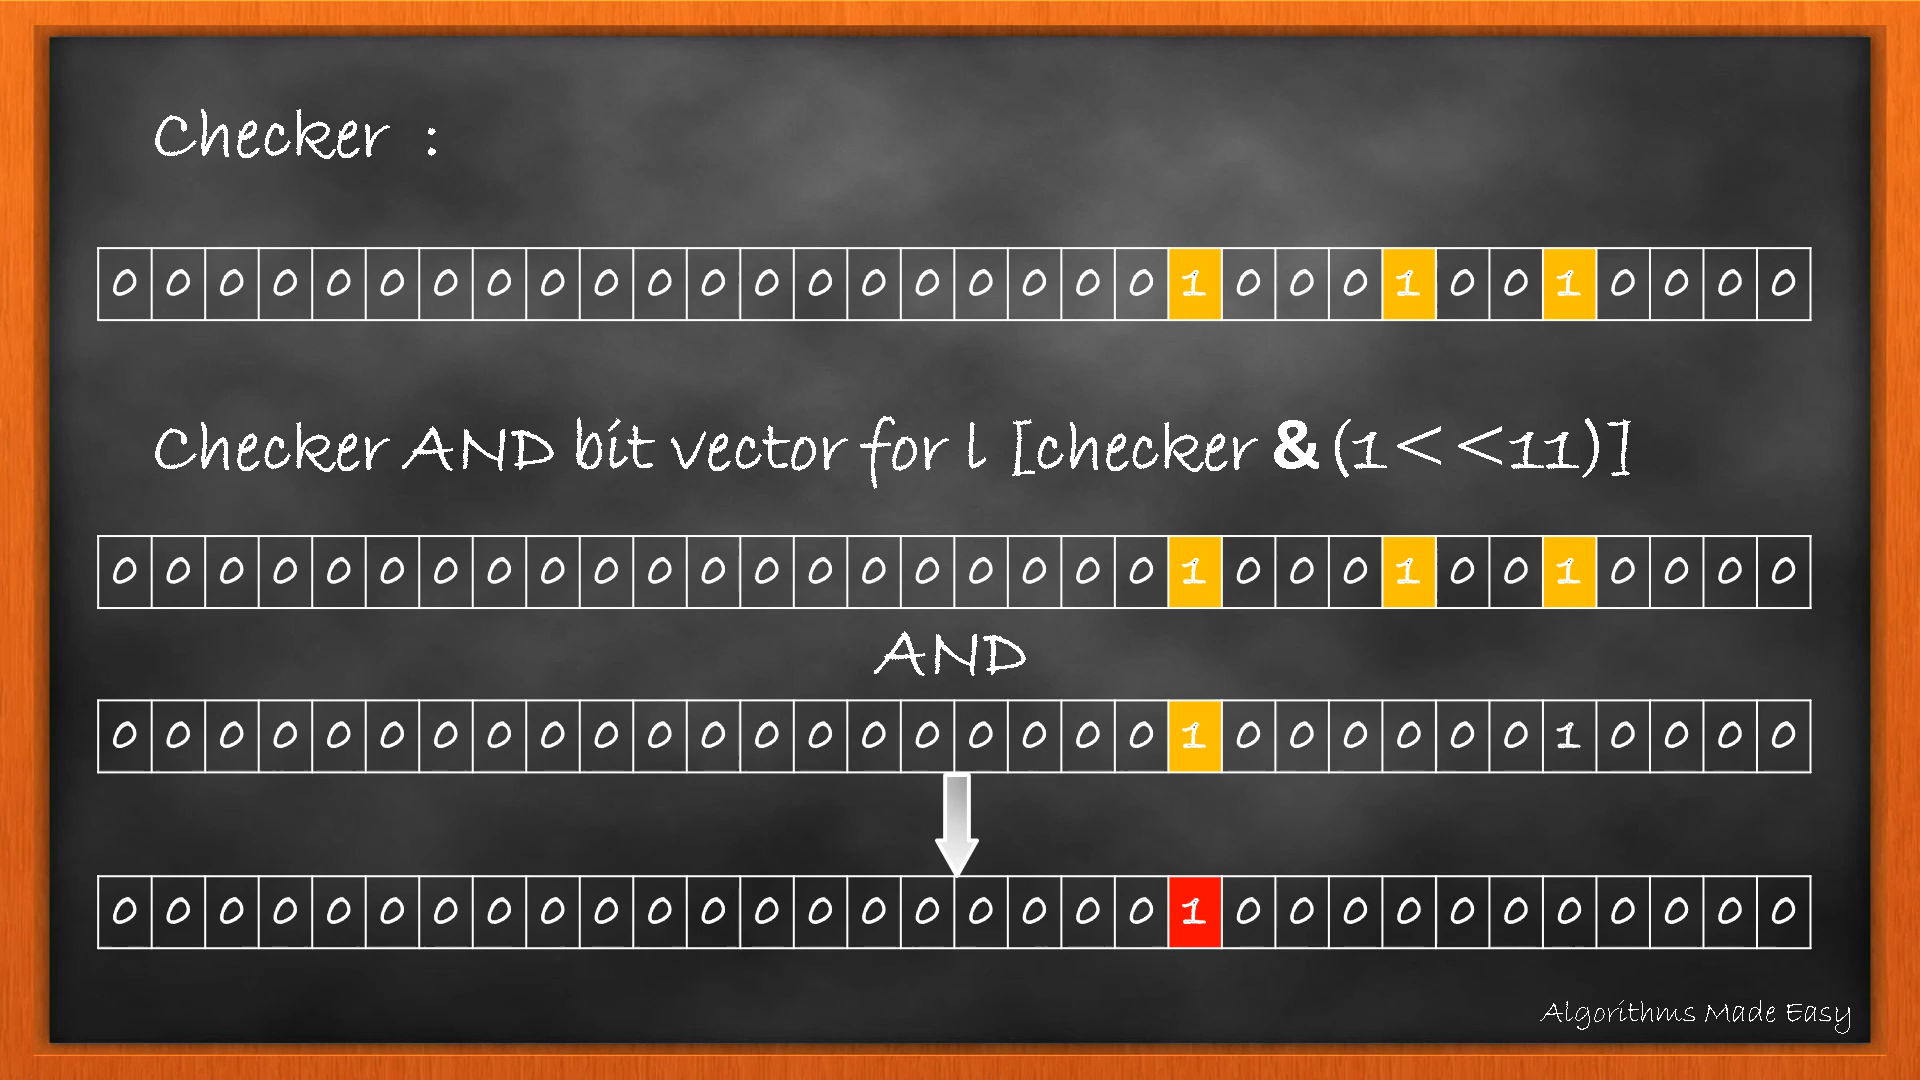 Checker :
0 0 0 0 0 0 0 0 0 0 0 0 0 0 0 0 0 0 0 0 1 0 0 0 1 0 0 1 0 0 0 0
Checker AND bit vector for l [checker & (1<<11)]
0 0 0 0 0 0 0 0 0 0 0 0 0 0 0 0 0 0 0 0 1 0 0 0 1 0 0 1 0 0 0 0
AND
0 0 0 0 0 0 0 0 0 0 0 0 0 0 0 0 0 0 0 0 1 0 0 0 0 0 0 1 0 0 0 0
0 0 0 0 0 0 0 0 0 0 0 0 0 0 0 0 0 0 0 0 1 0 0 0 0 0 0 0 0 0 0 0
Algorithms Made Easy